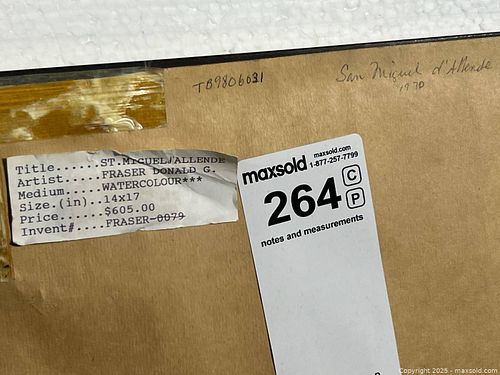 TB9806031
San Miguel d'Allende
1970
Title......ST.MIGUEL/ALLENDE
Artist.....FRASER DONALD G.
Medium.....WATERCOLOUR***
Size.(in)..14x17
Price......$605.00
Invent#....FRASER-0079
maxsold
maxsold.com
1-877-257-7799
264
C
P
notes and measurements
Copyright 2025 - maxsold.com